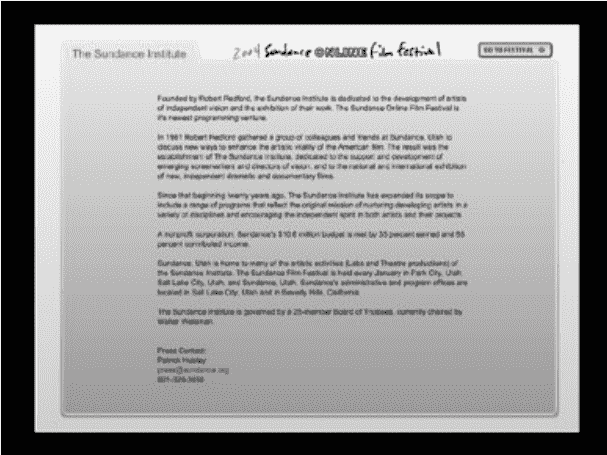 The Sundance Institute
2004 Sundance ONLINE film festival
GO TO FESTIVAL
Founded by Robert Redford, the Sundance Institute is dedicated to the development of artists
of independent vision and the exhibition of their work. The Sundance Online Film Festival is
it's newest programming venture.
In 1981 Robert Redford gathered a group of colleagues and friends at Sundance, Utah to
discuss new ways to enhance the artistic vitality of the American film. The result was the
establishment of The Sundance Institute, dedicated to the support and development of
emerging screenwriters and directors of vision, and to the national and international exhibition
of new, independent dramatic and documentary films.
Since that beginning twenty years ago, The Sundance Institute has expanded its scope to
include a range of programs that reflect the original mission of nurturing developing artists in a
variety of disciplines and encouraging the independent spirit in both artists and their projects.
A nonprofit corporation, Sundance's million budget is met by percent earned and
percent contributed income.
Sundance, Utah is home to many of the artistic activities (Labs and Theatre productions) of
the Sundance Institute. The Sundance Film Festival is held every January in Park City, Utah,
Salt Lake City, Utah, and Sundance, Utah. Sundance's administrative and program offices are
located in Salt Lake City, Utah and in Beverly Hills, California.
The Sundance Institute is governed by a member Board of Trustees, currently chaired by
Walter
Press Contact:
Patrick
press@sundance.org